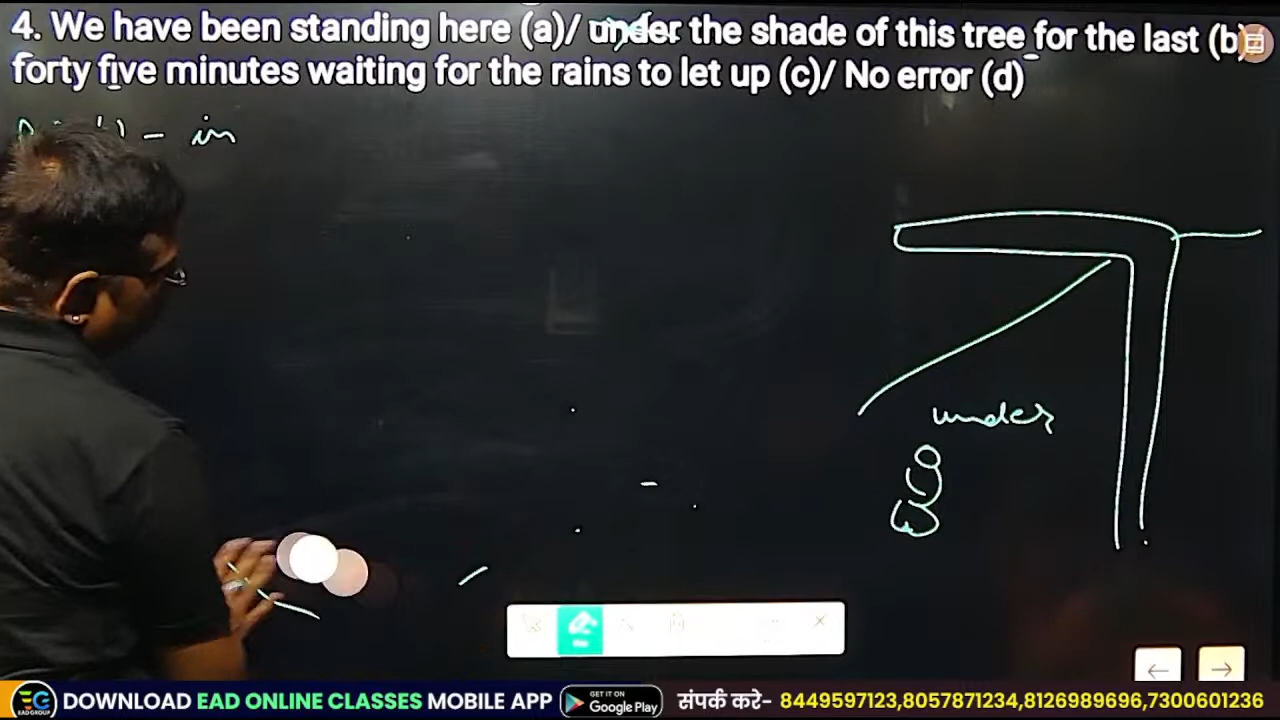 4. We have been standing here (a)/ under the shade of this tree for the last (b)
forty five minutes waiting for the rains to let up (c)/ No error (d)
– in
under
EAD GROUP
DOWNLOAD EAD ONLINE CLASSES MOBILE APP
GET IT ON
Google Play
संपर्क करे- 8449597123,8057871234,8126989696,7300601236